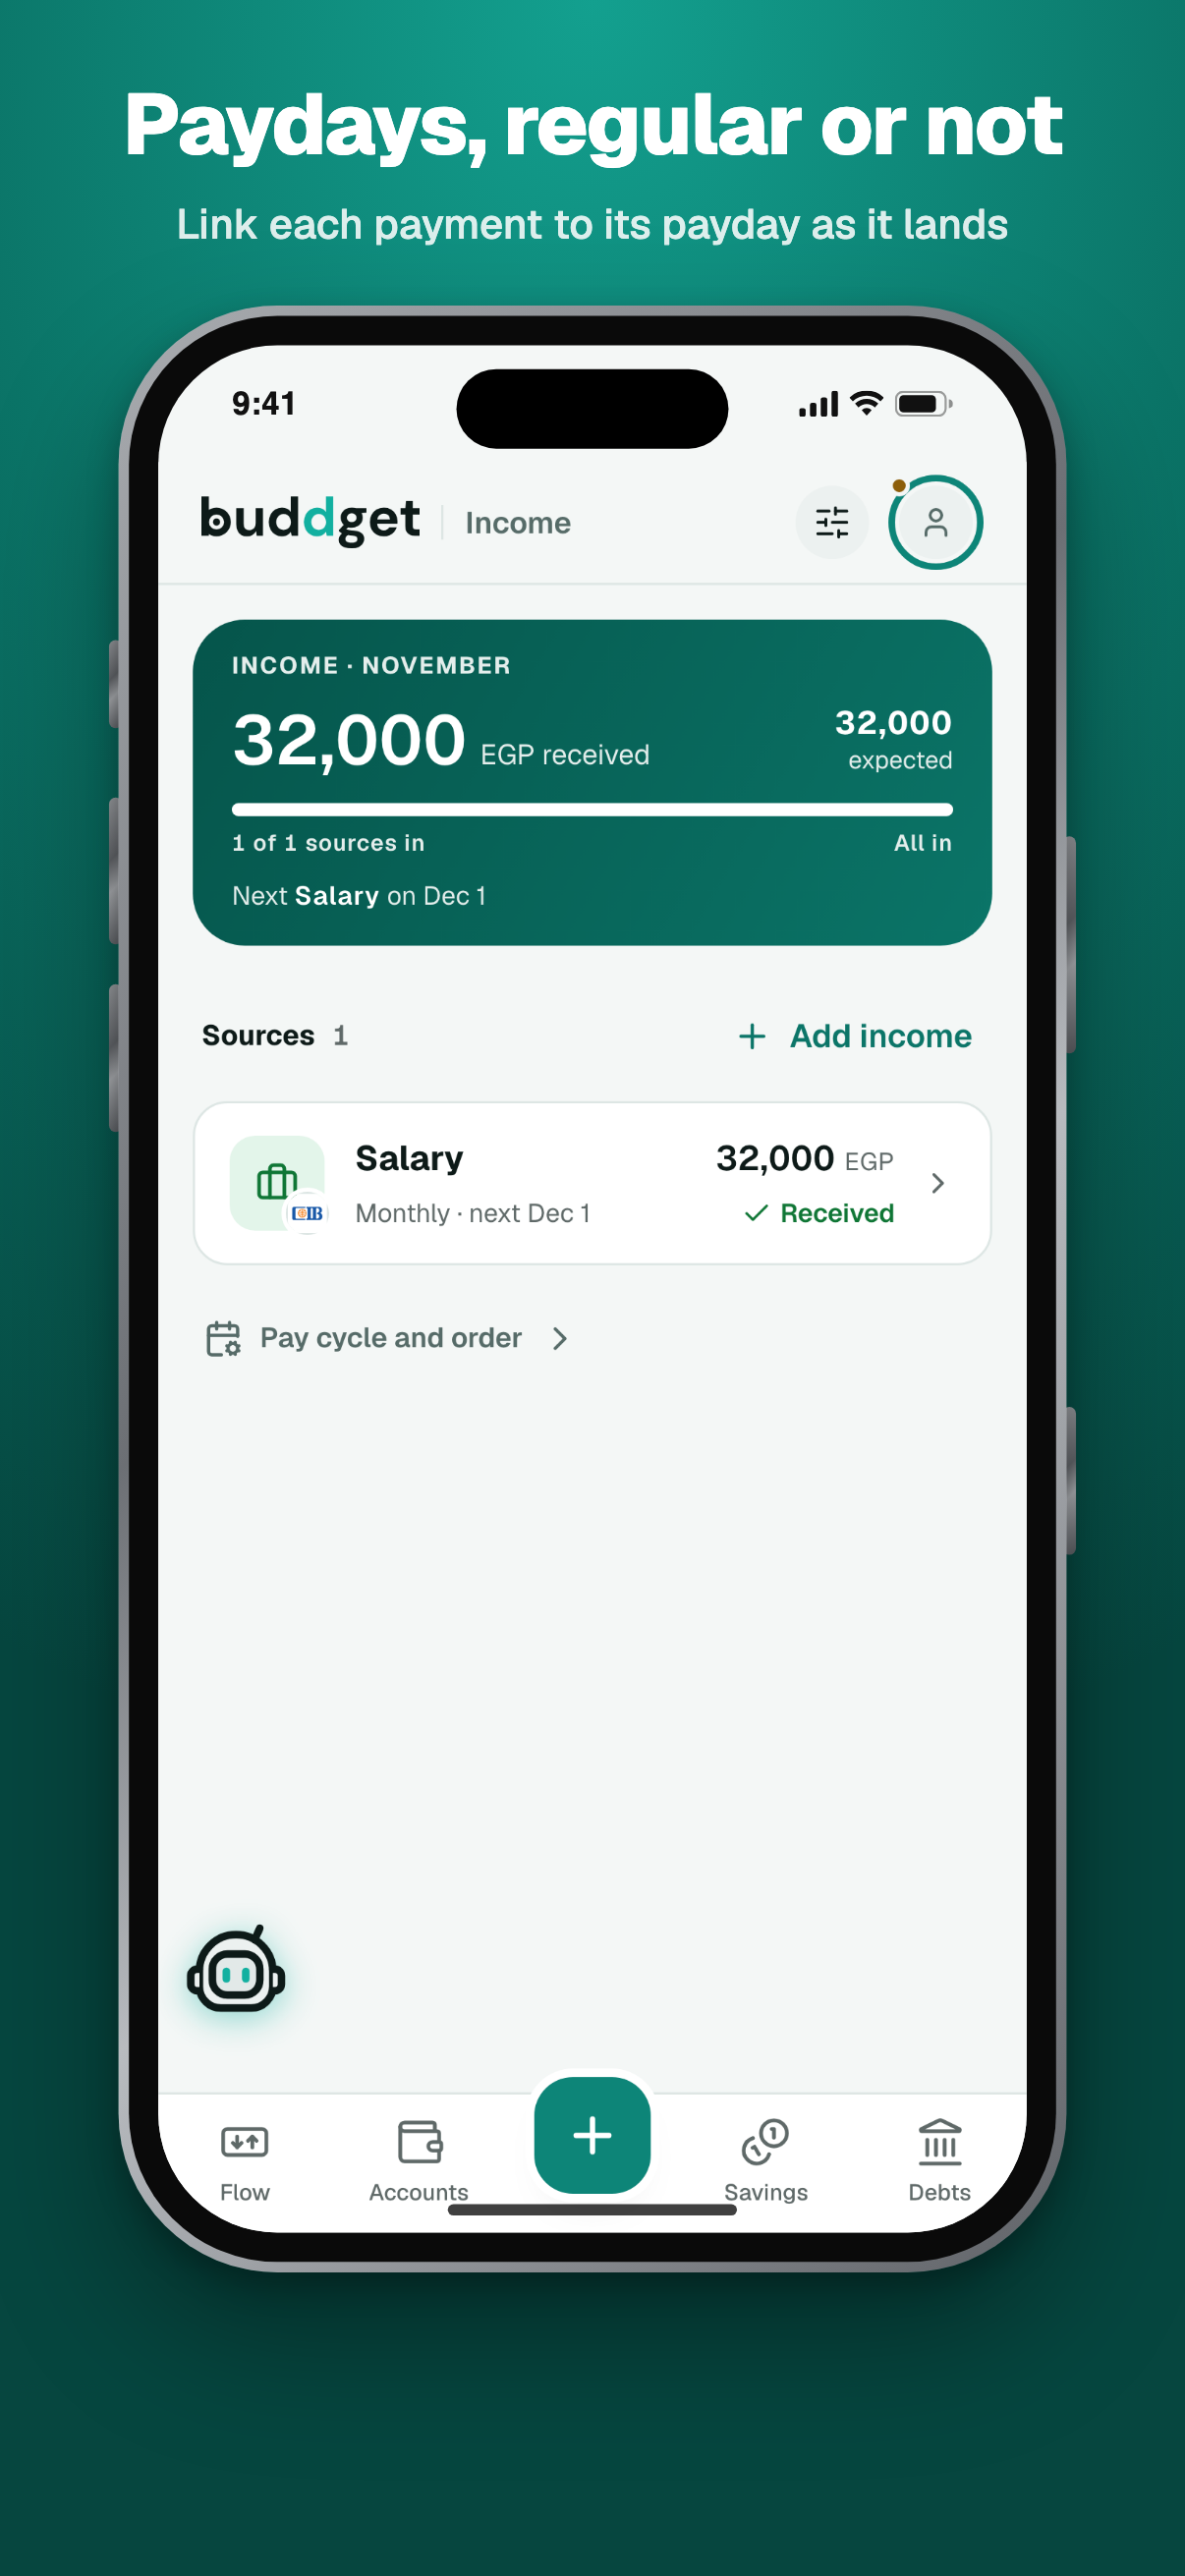 Paydays, regular or not
Link each payment to its payday as it lands
9:41
buddget Income
INCOME · NOVEMBER
32,000 EGP received
32,000
expected
1 of 1 sources in
All in
Next Salary on Dec 1
Sources 1
Add income
Salary
32,000 EGP
CIB
Monthly · next Dec 1
Received
Pay cycle and order
Flow
Accounts
Savings
Debts